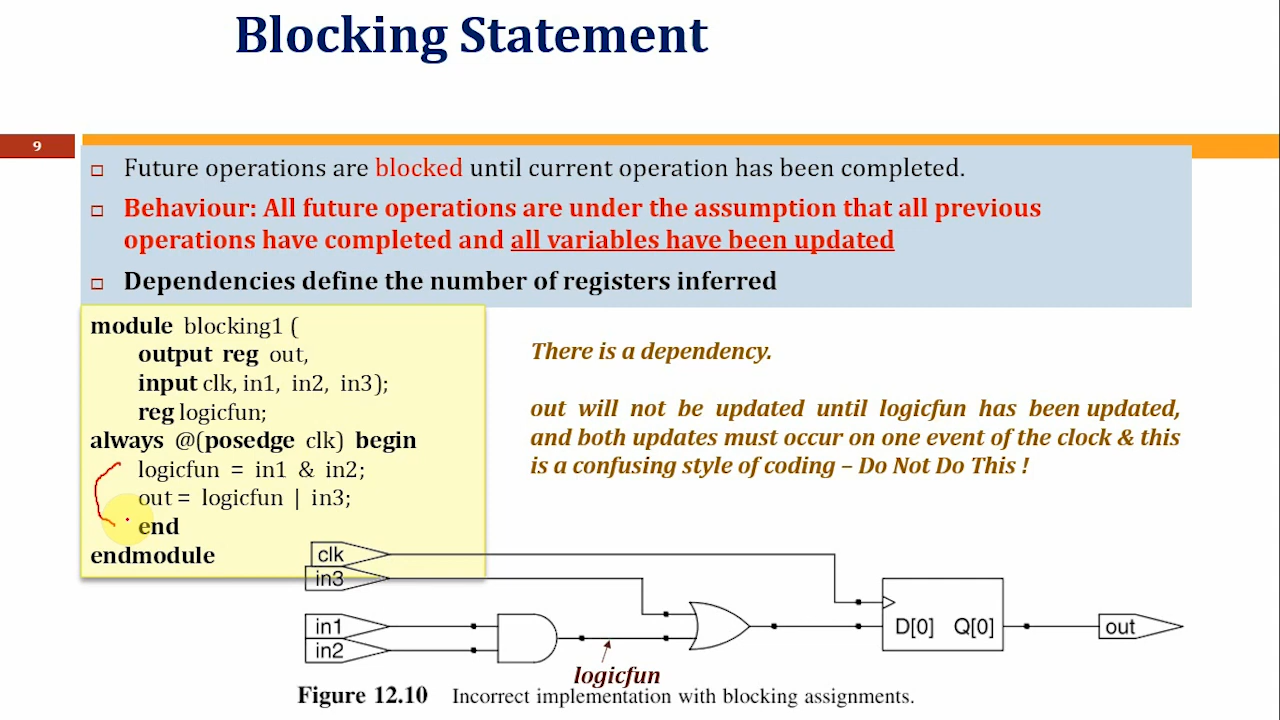 Blocking Statement
9
Future operations are blocked until current operation has been completed.
Behaviour: All future operations are under the assumption that all previous
operations have completed and all variables have been updated
Dependencies define the number of registers inferred
module blocking1 (
output reg out,
input clk, in1, in2, in3);
reg logicfun;
always @(posedge clk) begin
logicfun = in1 & in2;
out = logicfun | in3;
end
endmodule
There is a dependency.
out will not be updated until logicfun has been updated,
and both updates must occur on one event of the clock & this
is a confusing style of coding – Do Not Do This !
clk
in3
in1
in2
D[0] Q[0]
out
logicfun
Figure 12.10 Incorrect implementation with blocking assignments.